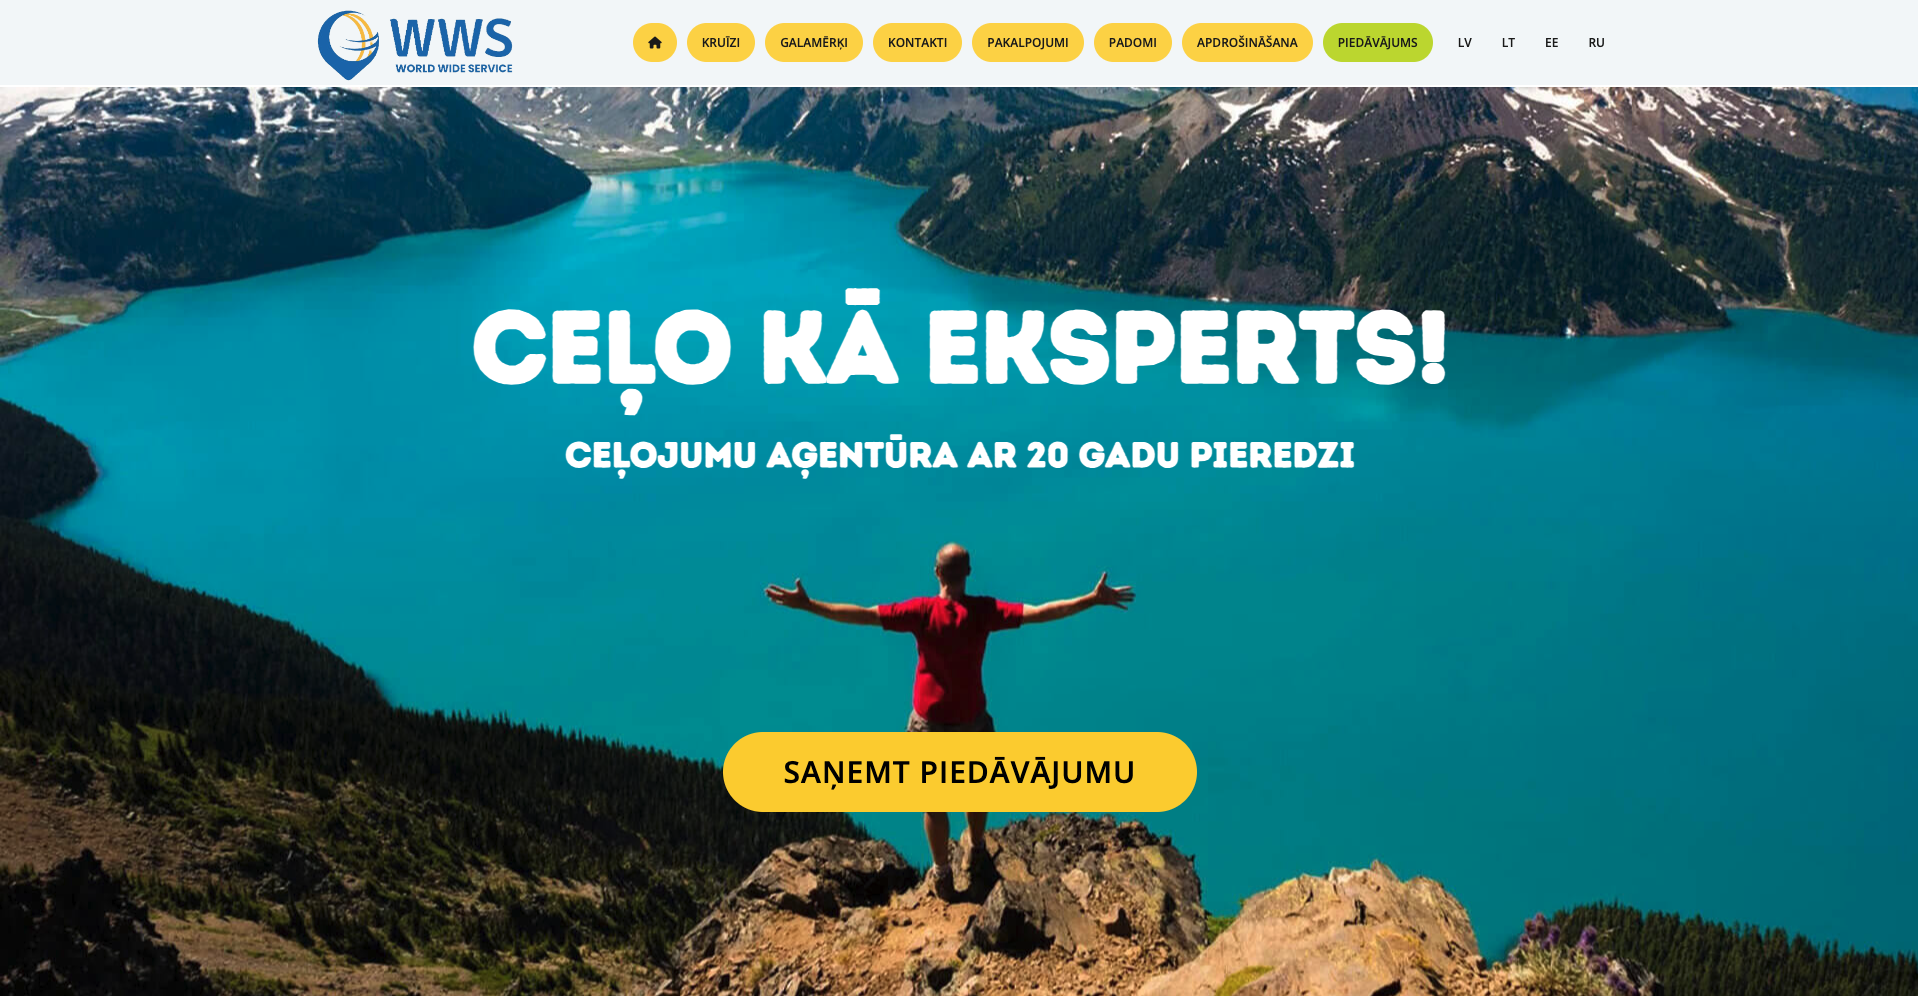 WWS
WORLD WIDE SERVICE
KRUĪZI
GALAMĒRĶI
KONTAKTI
PAKALPOJUMI
PADOMI
APDROŠINĀŠANA
PIEDĀVĀJUMS
LV
LT
EE
RU
CEĻO KĀ EKSPERTS!
CEĻOJUMU AĢENTŪRA AR 20 GADU PIEREDZI
SAŅEMT PIEDĀVĀJUMU